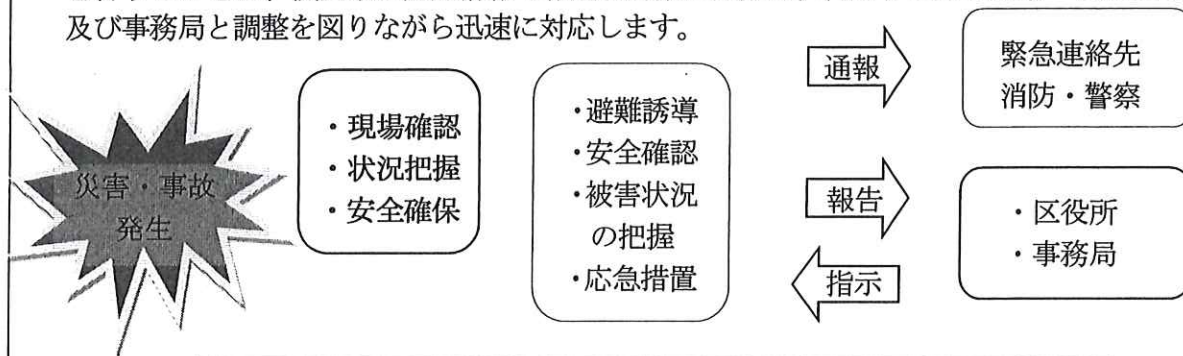 及び事務局と調整を図りながら迅速に対応します。
災害・事故
発生
・現場確認
・状況把握
・安全確保
・避難誘導
・安全確認
・被害状況
の把握
・応急措置
通報
緊急連絡先
消防・警察
報告
指示
・区役所
・事務局